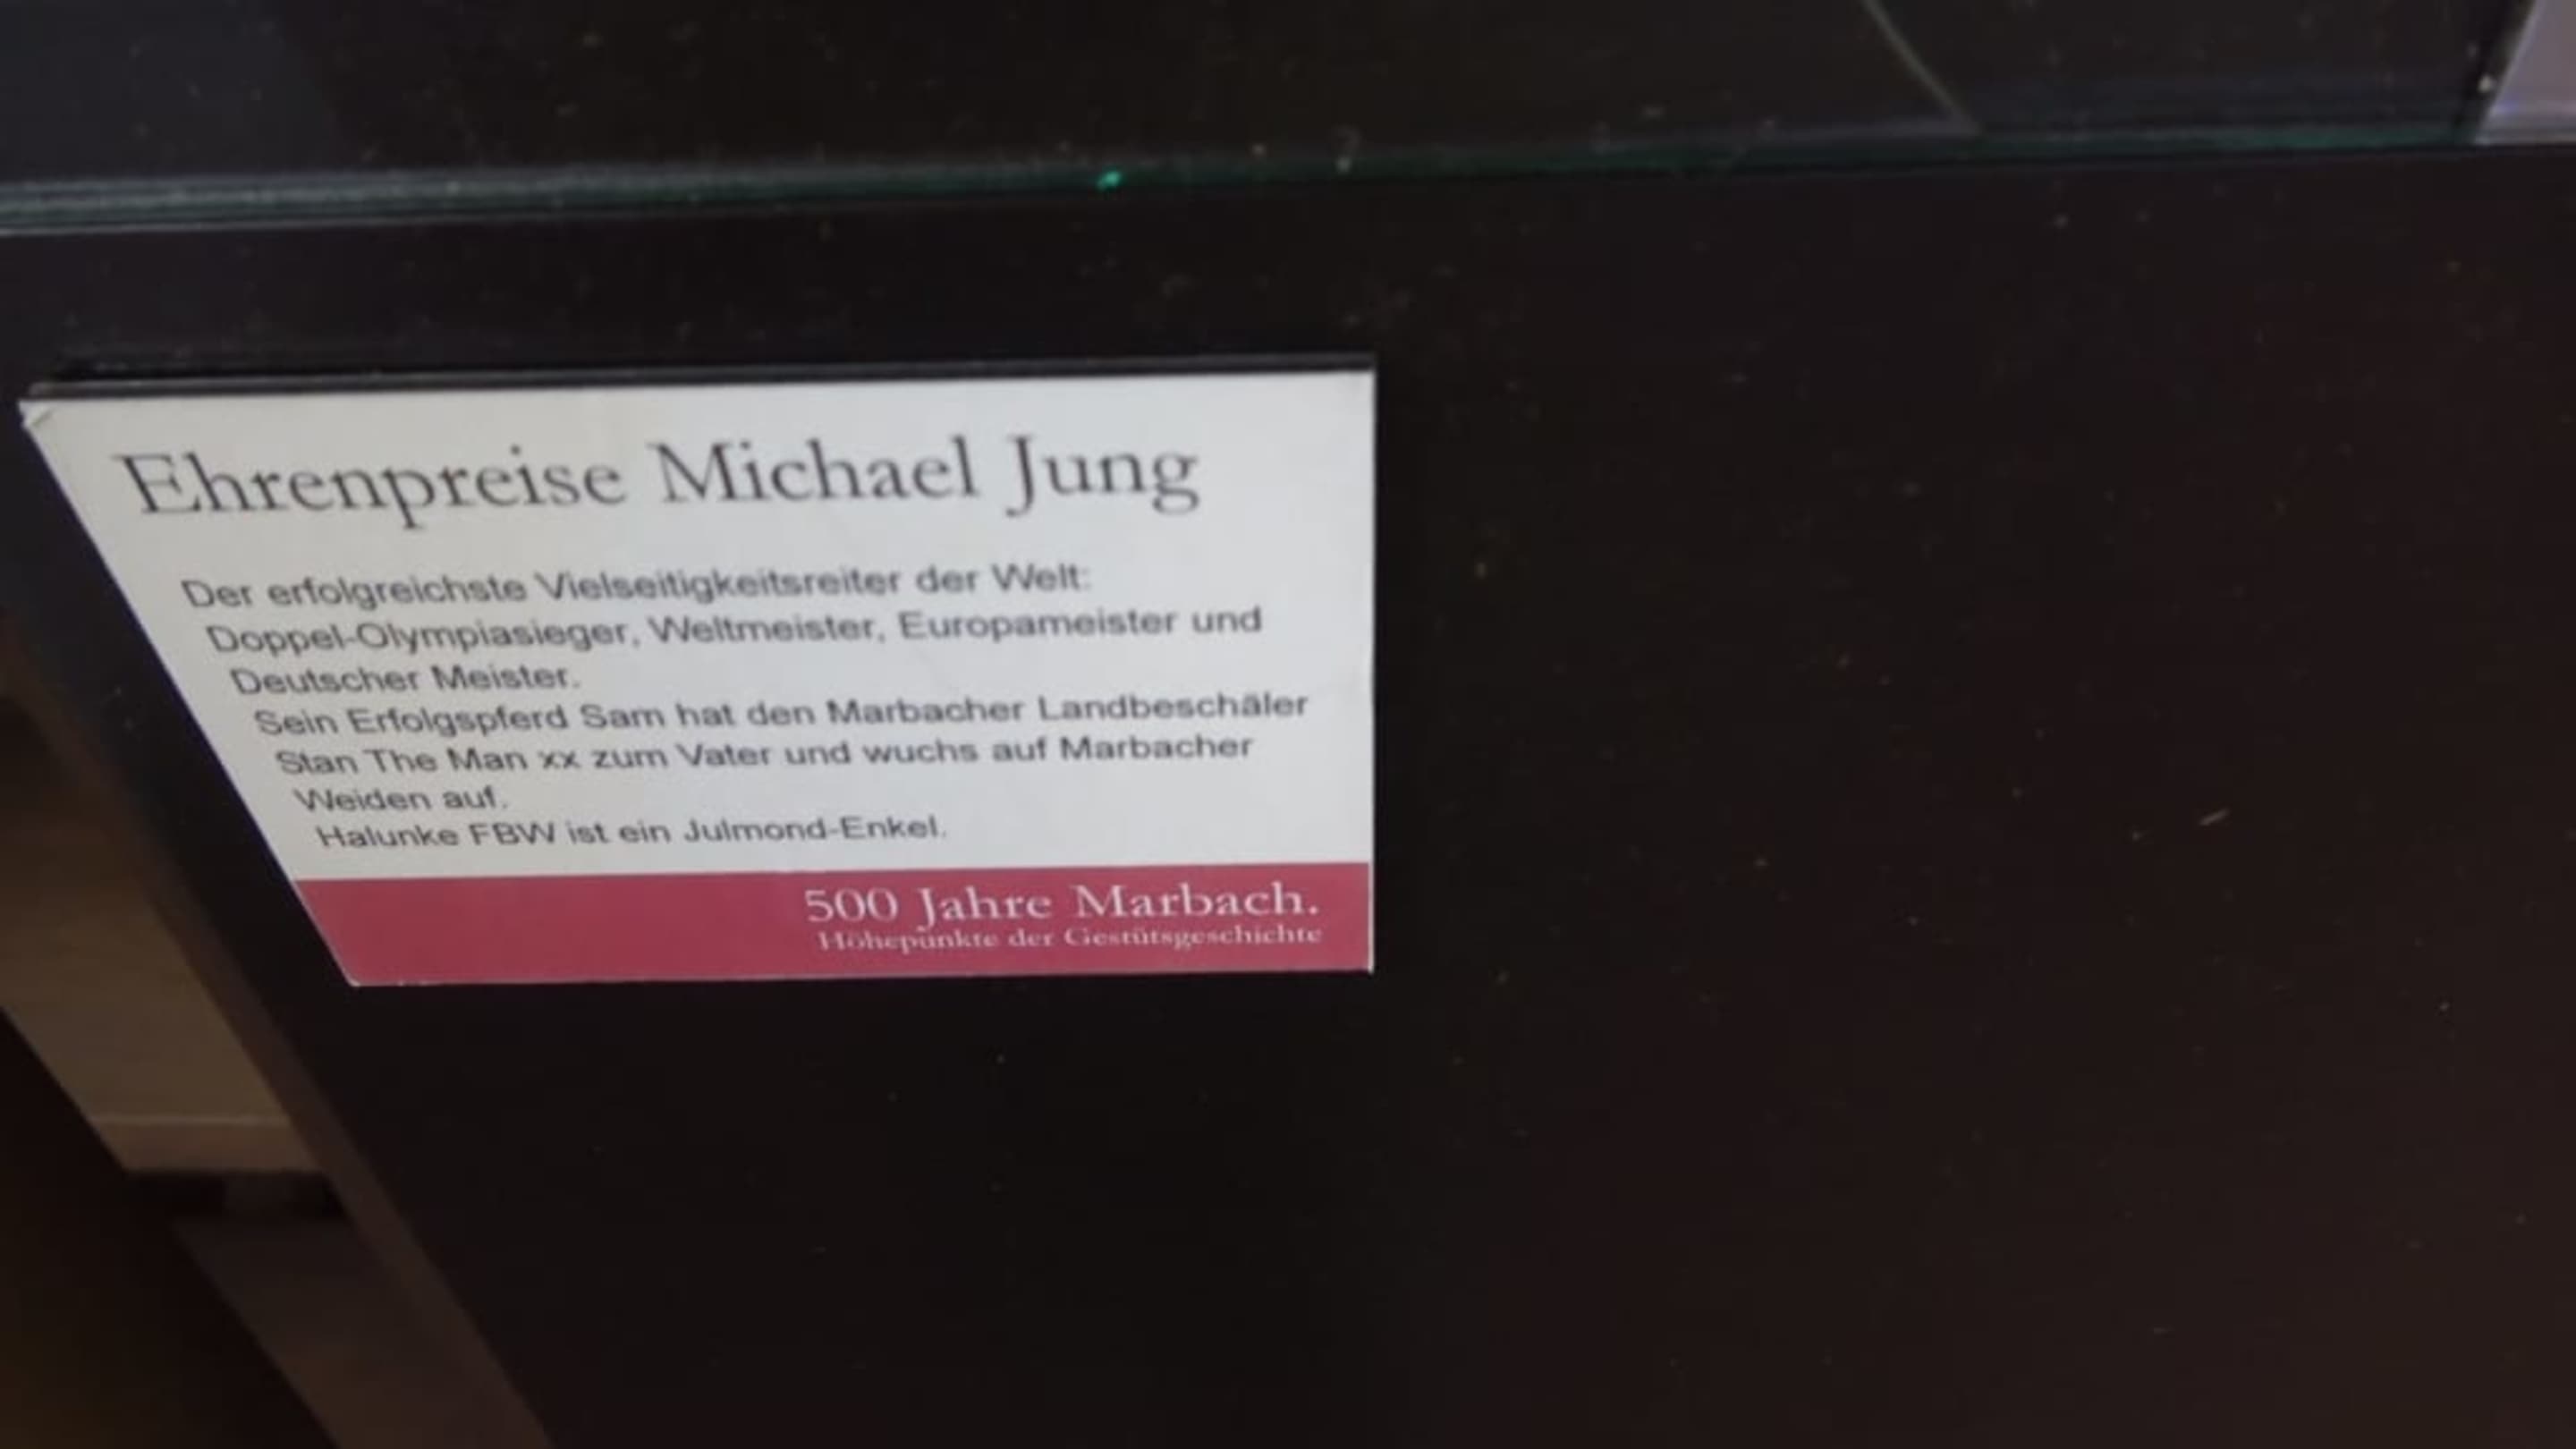 Ehrenpreise Michael Jung
Der erfolgreichste Vielseitigkeitsreiter der Welt:
Doppel-Olympiasieger, Weltmeister, Europameister und
Deutscher Meister.
Sein Erfolgspferd Sam hat den Marbacher Landbeschäler
Stan The Man xx zum Vater und wuchs auf Marbacher
Weiden auf.
Halunke FBW ist ein Julmond-Enkel.
500 Jahre Marbach.
Höhepunkte der Gestütsgeschichte